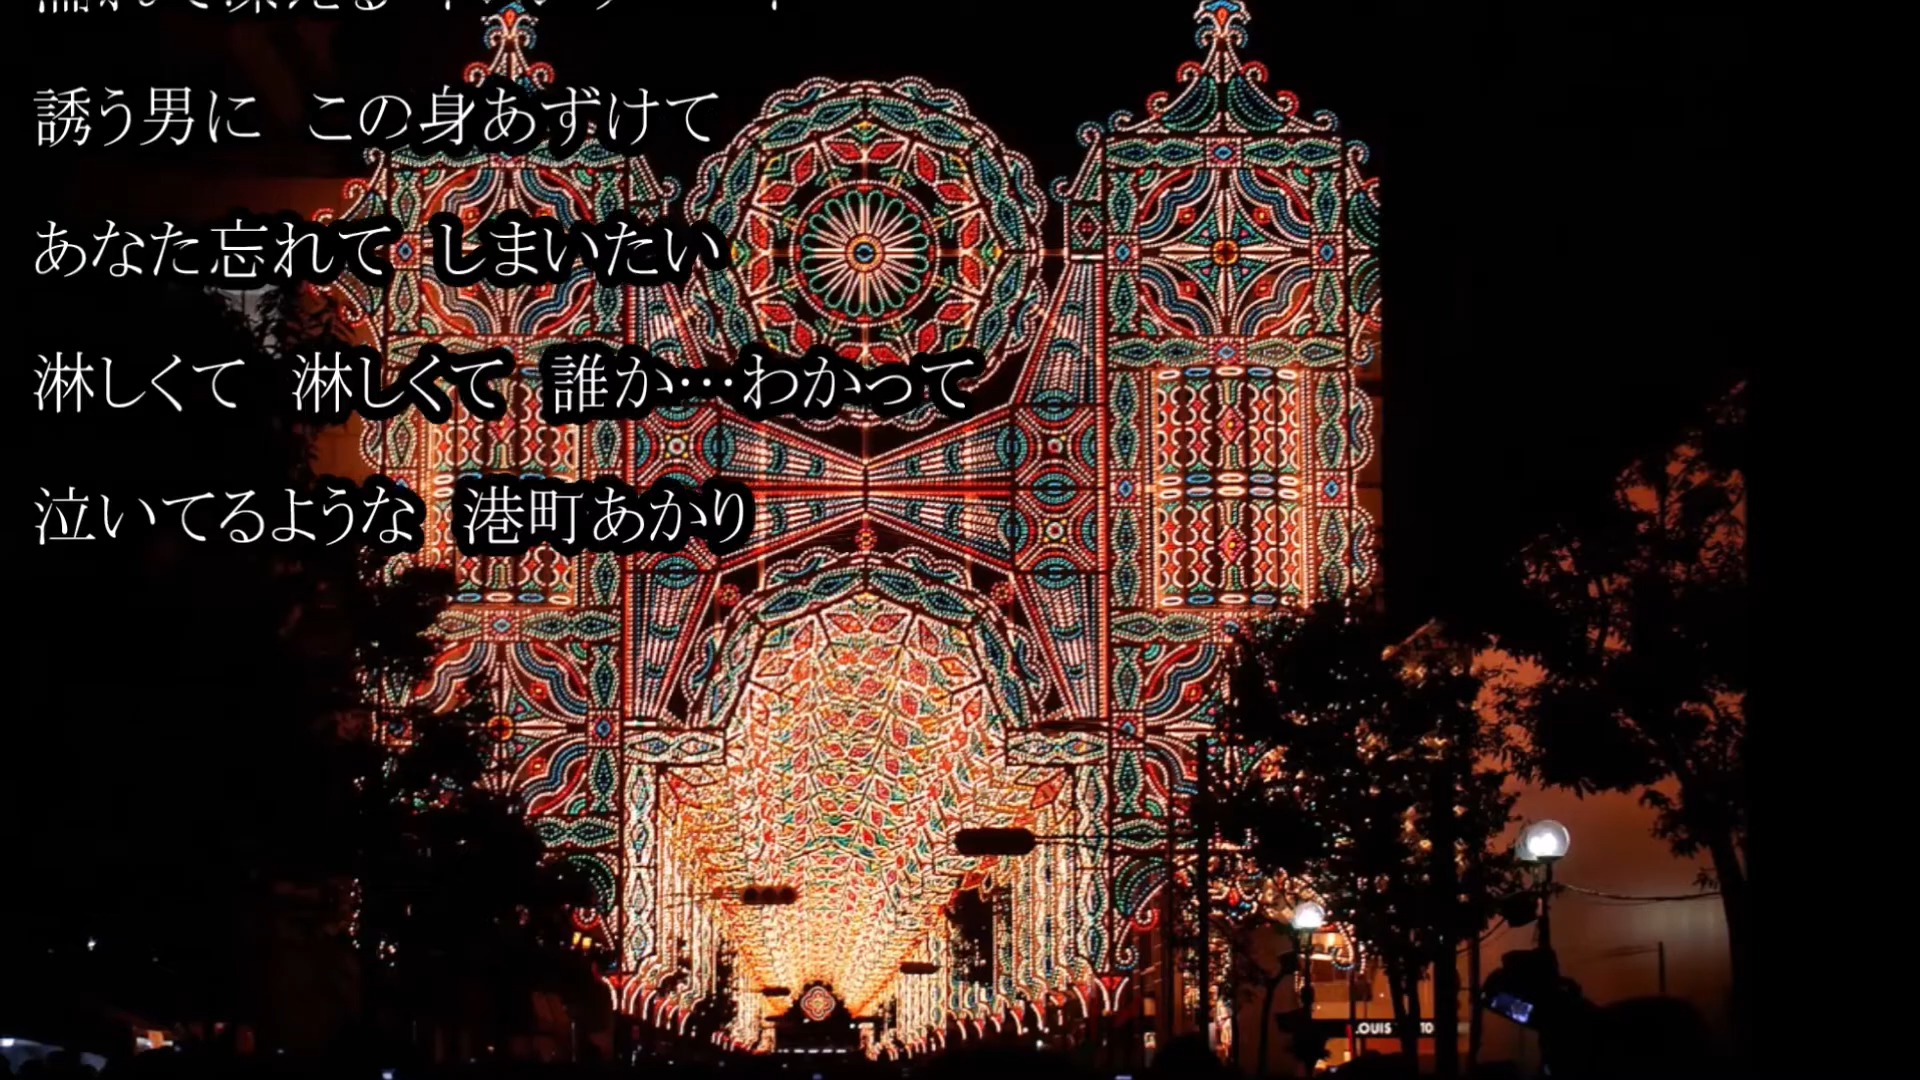 誘う男に　この身あずけて
あなた忘れて　しまいたい
淋しくて　淋しくて　誰か…わかって
泣いてるような　港町あかり
LOUIS